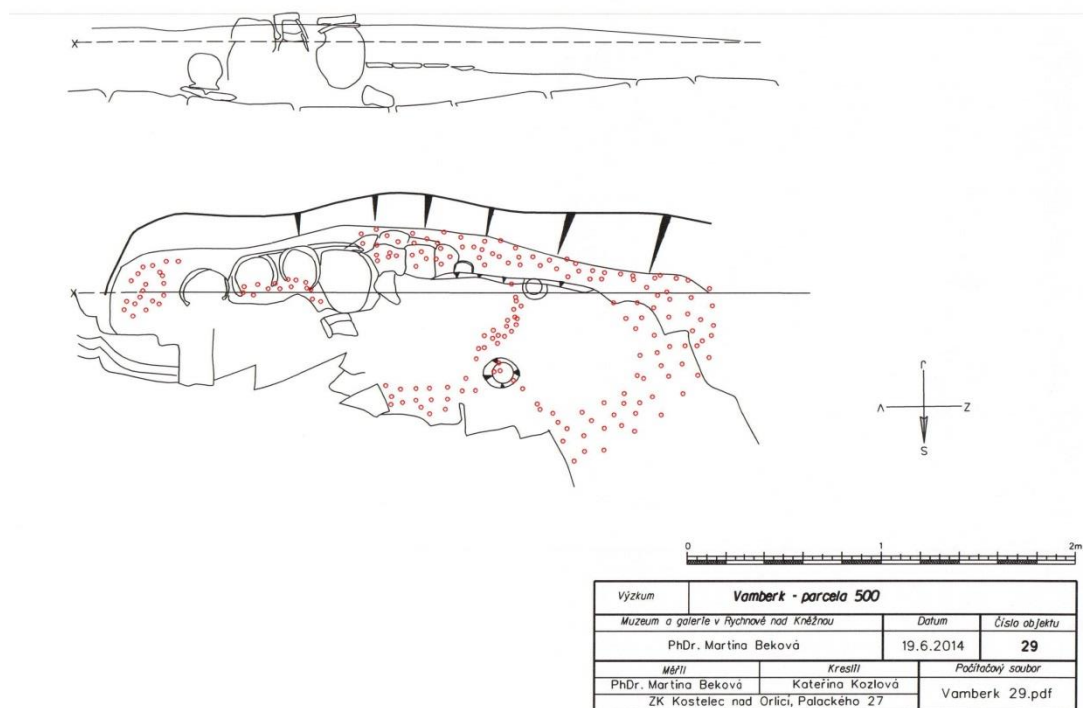 x
x
J
V Z
S
0 1 2m
Výzkum Vamberk - parcela 500
Muzeum a galerie v Rychnově nad Kněžnou Datum Číslo objektu
PhDr. Martina Beková 19.6.2014 29
Měřili Kreslil Počítačový soubor
PhDr. Martina Beková Kateřina Kozlová Vamberk 29.pdf
ZK Kostelec nad Orlicí, Palackého 27